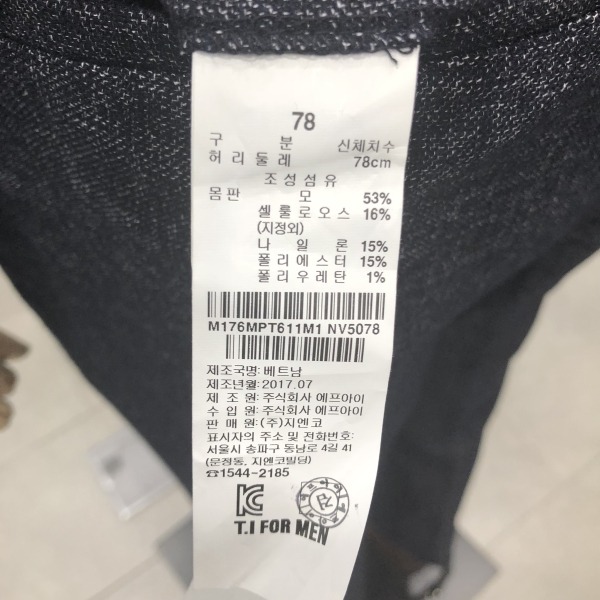 78
구 분 신체치수
허리둘레 78cm
조성섬유
몸판 모 53%
셀룰로오스 16%
(지정외)
나일론 15%
폴리에스터 15%
폴리우레탄 1%
M176MPT611M1 NV5078
제조국명:베트남
제조년월:2017.07
제 조 원: 주식회사 에프아이
수 입 원: 주식회사 에프아이
판 매 원: (주)지엔코
표시자의 주소 및 전화번호:
서울시 송파구 동남로 4길 41
(문정동, 지엔코빌딩)
☎1544-2185
KC
검
T.I FOR MEN